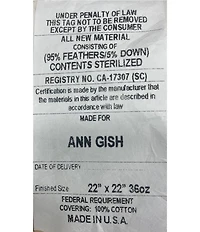 UNDER PENALTY OF LAW
THIS TAG NOT TO BE REMOVED
EXCEPT BY THE CONSUMER
ALL NEW MATERIAL
CONSISTING OF
(95% FEATHERS/5% DOWN)
CONTENTS STERILIZED
REGISTRY NO. CA-17307 (SC)
Certification is made by the manufacturer that
the materials in this article are described in
accordance with law
MADE FOR
ANN GISH
DATE OF DELIVERY
Finished Size 22" x 22" 36oz
FEDERAL REQUIREMENT
COVERING: 100% COTTON
MADE IN U.S.A.